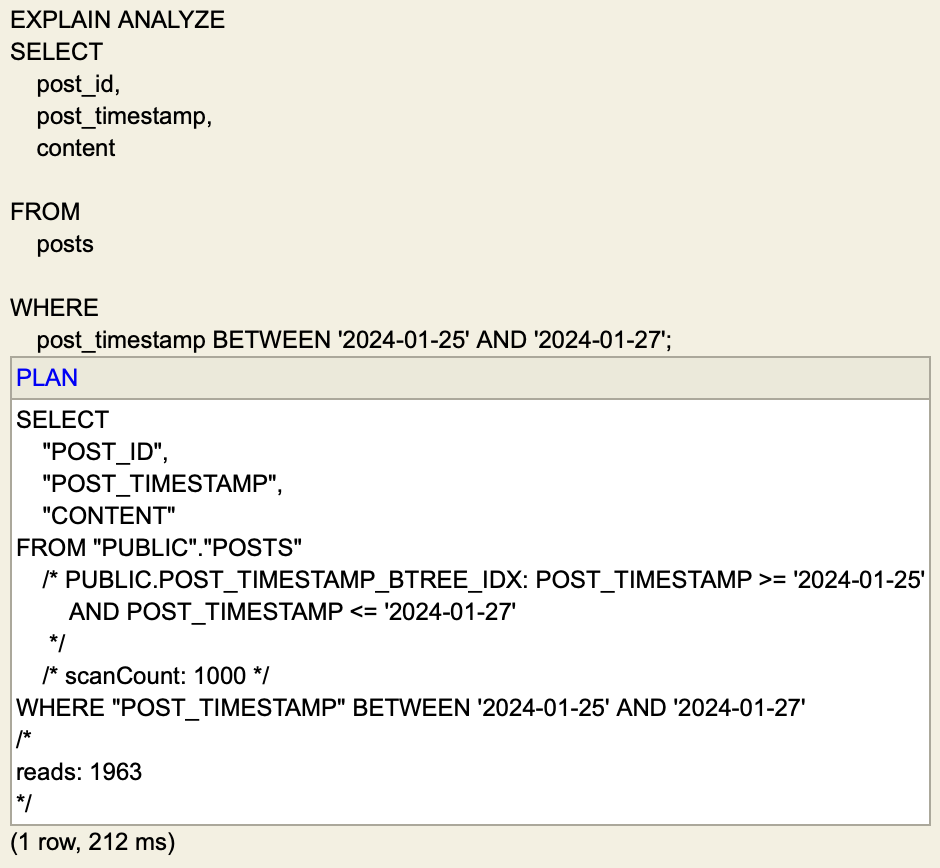 EXPLAIN ANALYZE
SELECT
post_id,
post_timestamp,
content
FROM
posts
WHERE
post_timestamp BETWEEN '2024-01-25' AND '2024-01-27';
PLAN
SELECT
"POST_ID",
"POST_TIMESTAMP",
"CONTENT"
FROM "PUBLIC"."POSTS"
/* PUBLIC.POST_TIMESTAMP_BTREE_IDX: POST_TIMESTAMP >= '2024-01-25'
AND POST_TIMESTAMP <= '2024-01-27'
*/
/* scanCount: 1000 */
WHERE "POST_TIMESTAMP" BETWEEN '2024-01-25' AND '2024-01-27'
/*
reads: 1963
*/
(1 row, 212 ms)